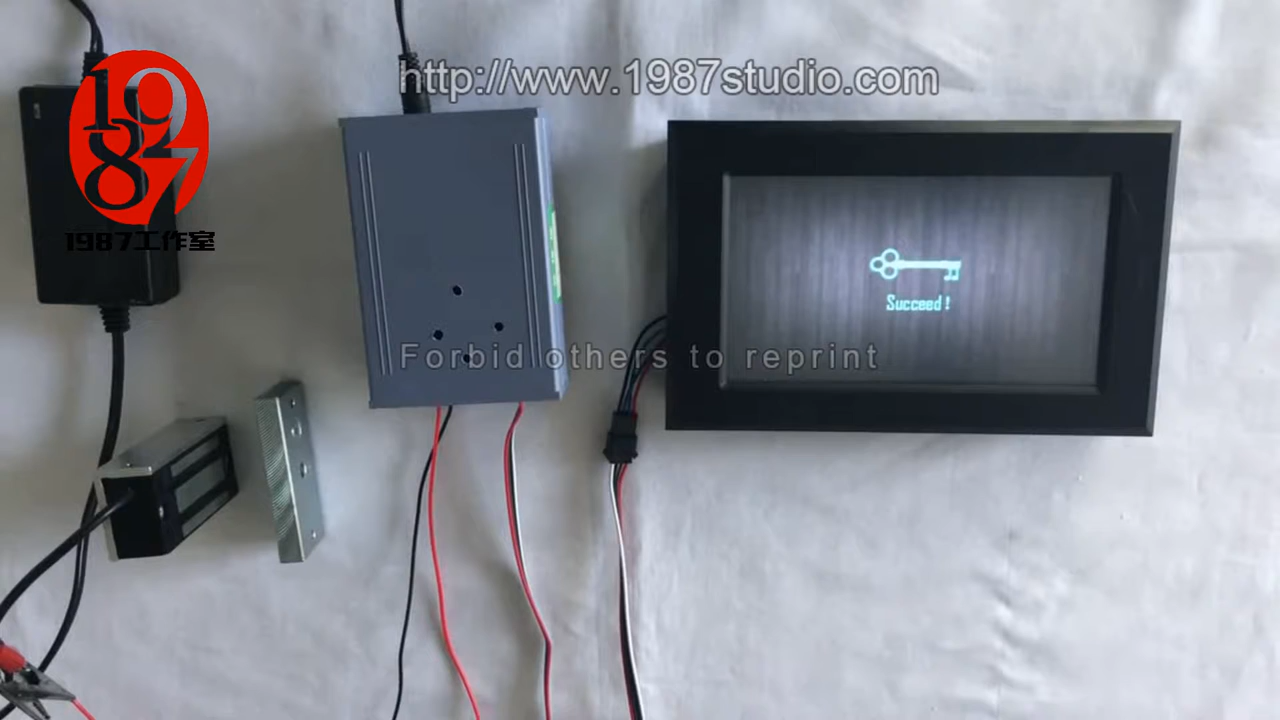 http://www.1987studio.com
1987
1987工作室
Succeed!
Forbid others to reprint